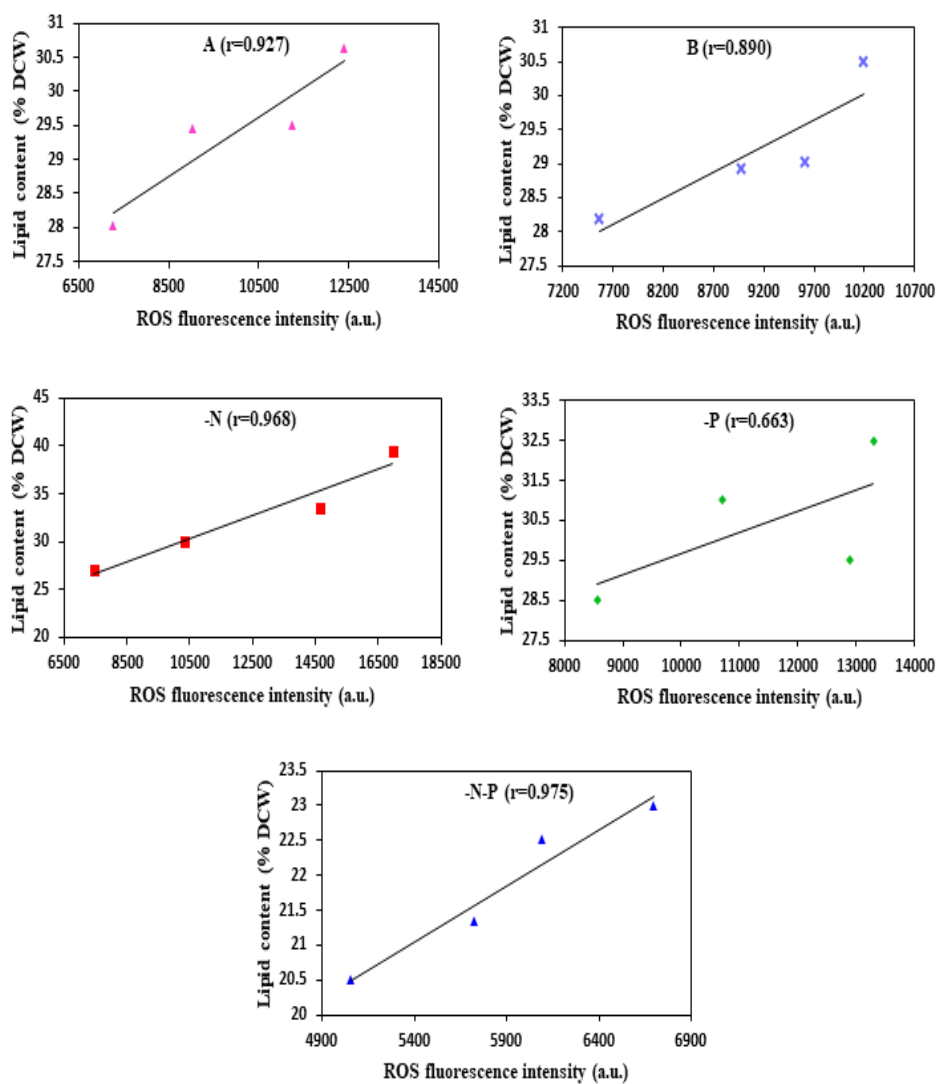 A (r=0.927)
Lipid content (% DCW)
31
30.5
30
29.5
29
28.5
28
27.5
6500 8500 10500 12500 14500
ROS fluorescence intensity (a.u.)
B (r=0.890)
Lipid content (% DCW)
31
30.5
30
29.5
29
28.5
28
27.5
7200 7700 8200 8700 9200 9700 10200 10700
ROS fluorescence intensity (a.u.)
-N (r=0.968)
Lipid content (% DCW)
45
40
35
30
25
20
6500 8500 10500 12500 14500 16500 18500
ROS fluorescence intensity (a.u.)
-P (r=0.663)
Lipid content (% DCW)
33.5
32.5
31.5
30.5
29.5
28.5
27.5
8000 9000 10000 11000 12000 13000 14000
ROS fluorescence intensity (a.u.)
-N-P (r=0.975)
Lipid content (% DCW)
23.5
23
22.5
22
21.5
21
20.5
20
4900 5400 5900 6400 6900
ROS fluorescence intensity (a.u.)